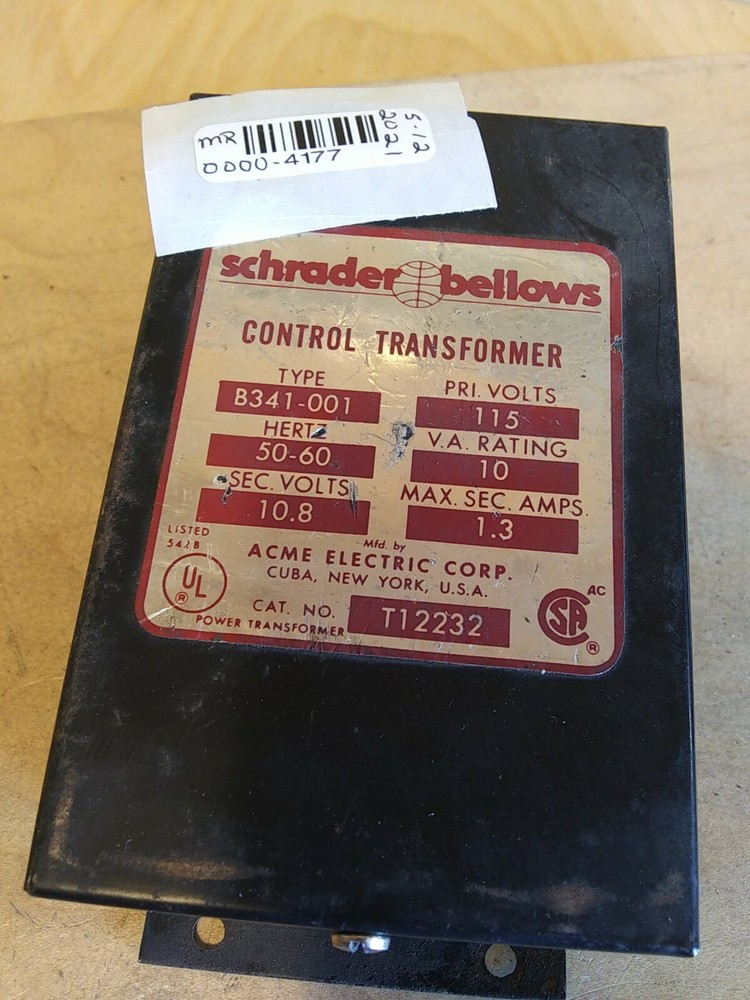 MR
0000-4177
5-12
2021
schrader bellows
CONTROL TRANSFORMER
TYPE
B341-001
PRI. VOLTS
115
HERTZ
50-60
V.A. RATING
10
SEC. VOLTS
10.8
MAX. SEC. AMPS.
1.3
LISTED
542B
Mfd. by
ACME ELECTRIC CORP.
CUBA, NEW YORK, U.S.A.
UL
®
CAT. NO.
T12232
POWER TRANSFORMER
AC
SA
®